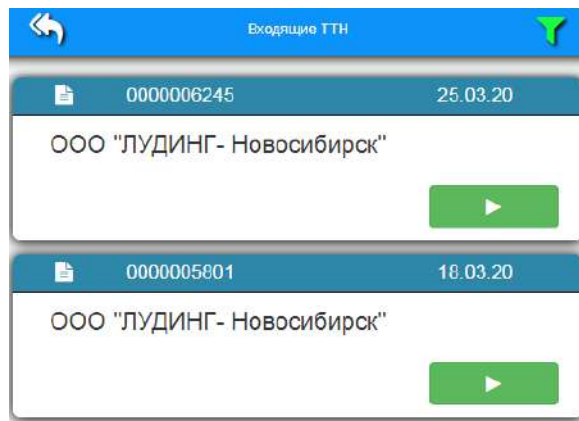 Входящие ТТН
0000006245 25.03.20
ООО "ЛУДИНГ- Новосибирск"
0000005801 18.03.20
ООО "ЛУДИНГ- Новосибирск"